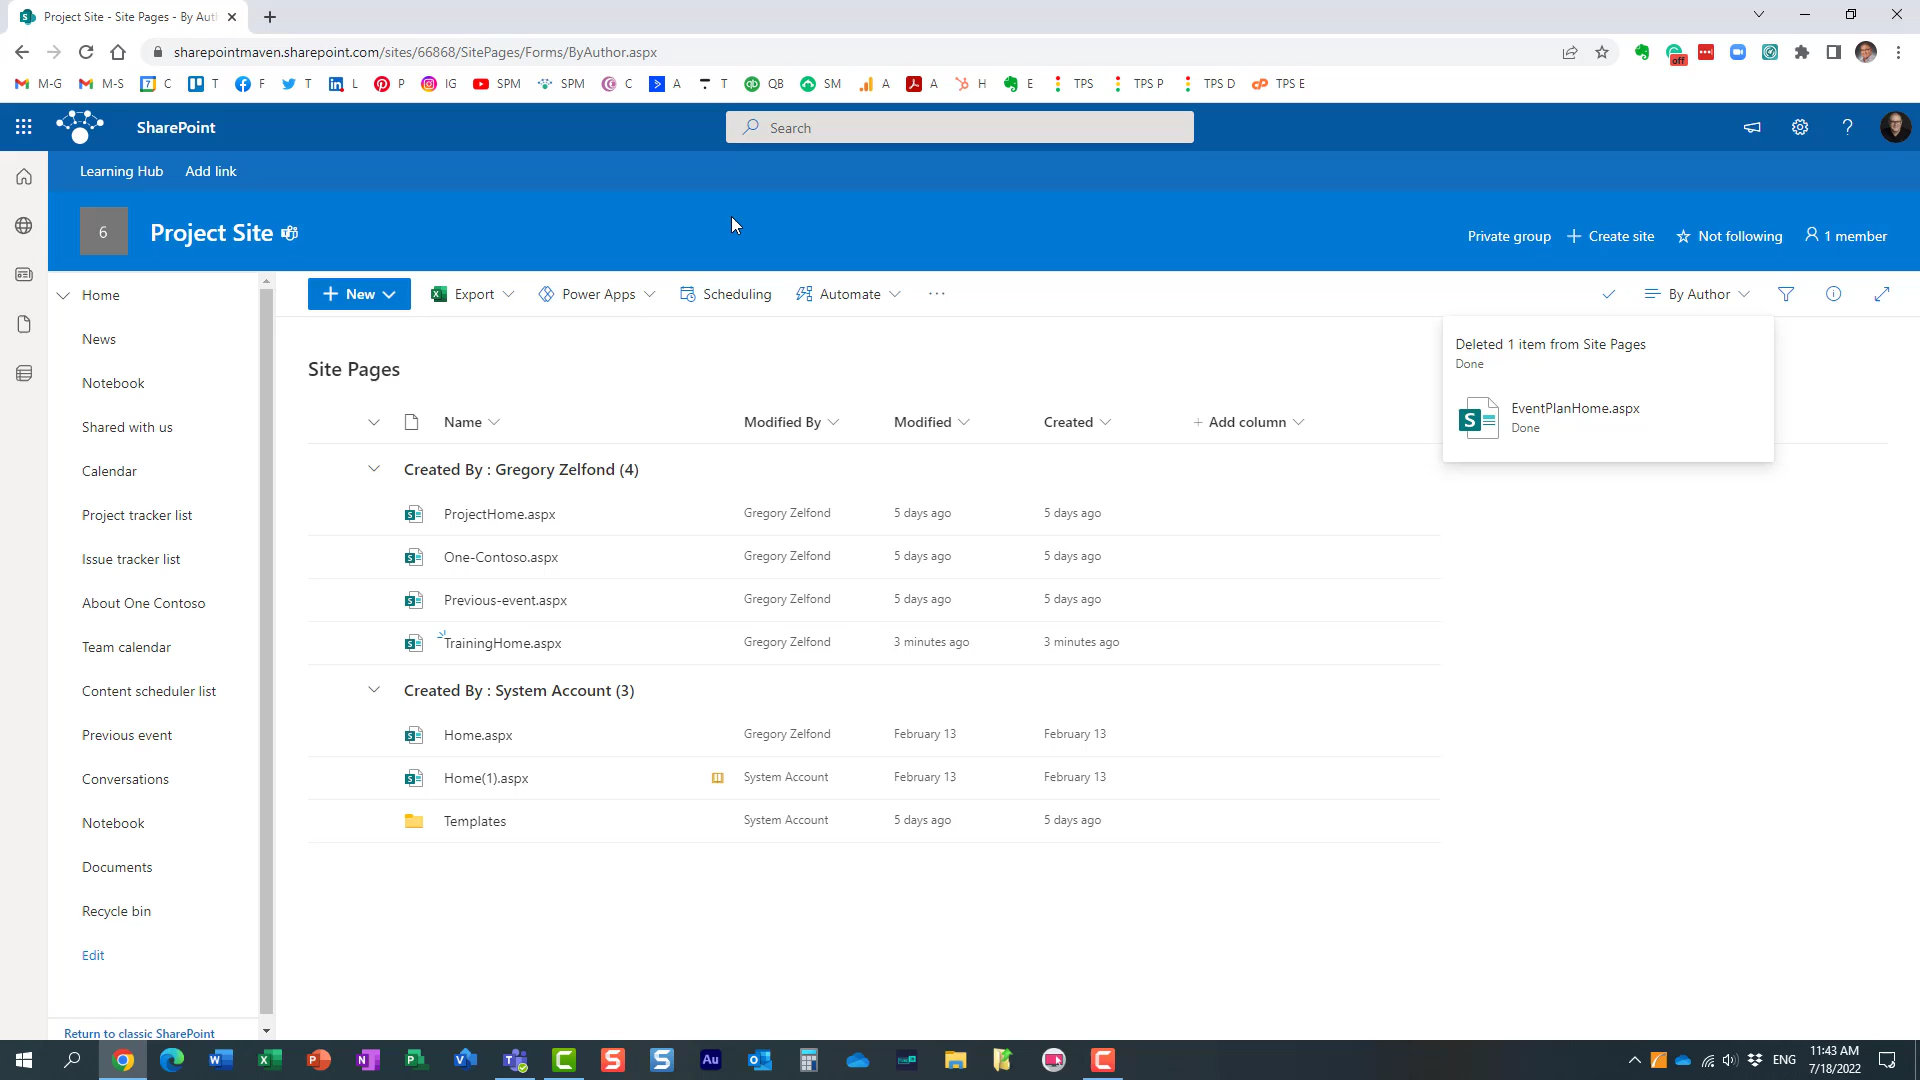 Project Site - Site Pages - By Aut
sharepointmaven.sharepoint.com/sites/66868/SitePages/Forms/ByAuthor.aspx
off
M-G
M-S
7
C
T
F
T
L
P
IG
SPM
SPM
C
A
T
QB
SM
A
A
H
E
TPS
TPS P
TPS D
TPS E
SharePoint
Search
Learning Hub
Add link
6
Project Site
Private group
Create site
Not following
1 member
Home
News
Notebook
Shared with us
Calendar
Project tracker list
Issue tracker list
About One Contoso
Team calendar
Content scheduler list
Previous event
Conversations
Notebook
Documents
Recycle bin
Edit
Return to classic SharePoint
+ New
Export
Power Apps
Scheduling
Automate
...
By Author
Deleted 1 item from Site Pages
Done
EventPlanHome.aspx
Done
Site Pages
Name
Modified By
Modified
Created
+ Add column
Created By : Gregory Zelfond (4)
ProjectHome.aspx Gregory Zelfond 5 days ago 5 days ago
One-Contoso.aspx Gregory Zelfond 5 days ago 5 days ago
Previous-event.aspx Gregory Zelfond 5 days ago 5 days ago
TrainingHome.aspx Gregory Zelfond 3 minutes ago 3 minutes ago
Created By : System Account (3)
Home.aspx Gregory Zelfond February 13 February 13
Home(1).aspx System Account February 13 February 13
Templates System Account 5 days ago 5 days ago
ENG
11:43 AM
7/18/2022